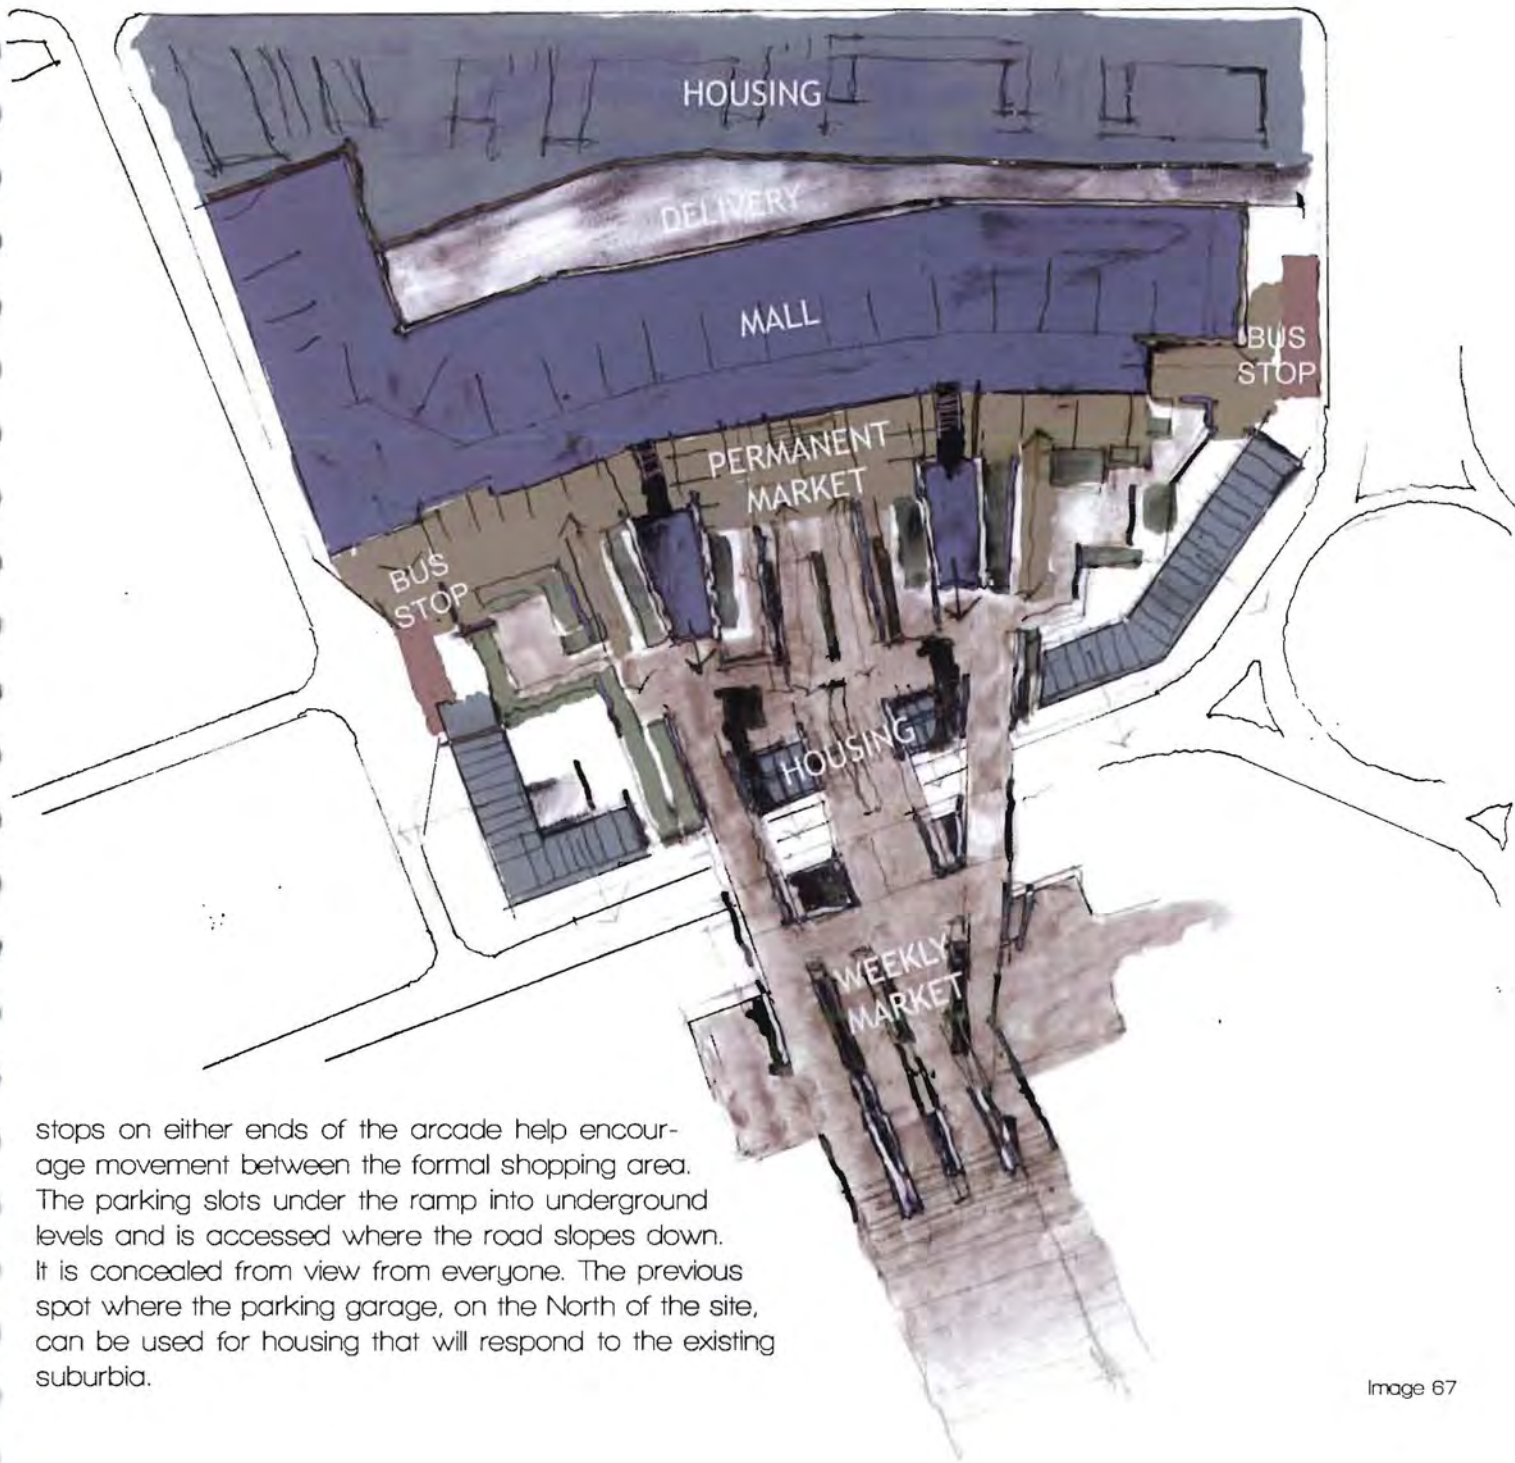 HOUSING
DELIVERY
MALL
BUS
STOP
PERMANENT
MARKET
BUS
STOP
HOUSING
WEEKLY
MARKET
stops on either ends of the arcade help encour-
age movement between the formal shopping area.
The parking slots under the ramp into underground
levels and is accessed where the road slopes down.
It is concealed from view from everyone. The previous
spot where the parking garage, on the North of the site,
can be used for housing that will respond to the existing
suburbia.
Image 67